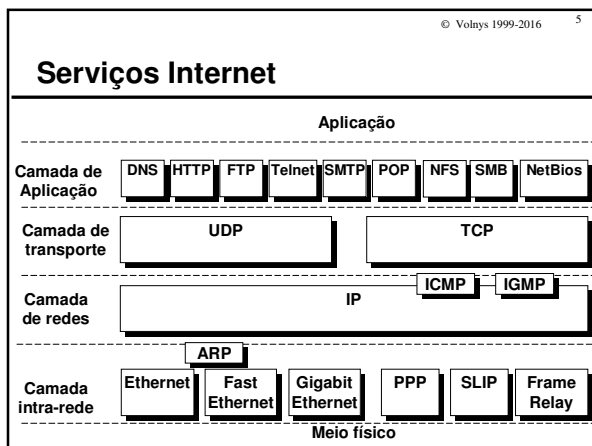 © Volnys 1999-2016 5
Serviços Internet
Aplicação
Camada de
Aplicação
DNS HTTP FTP Telnet SMTP POP NFS SMB NetBios
Camada de
transporte
UDP TCP
ICMP IGMP
Camada
de redes
IP
ARP
Camada
intra-rede
Ethernet
Fast
Ethernet
Gigabit
Ethernet
PPP
SLIP
Frame
Relay
Meio físico